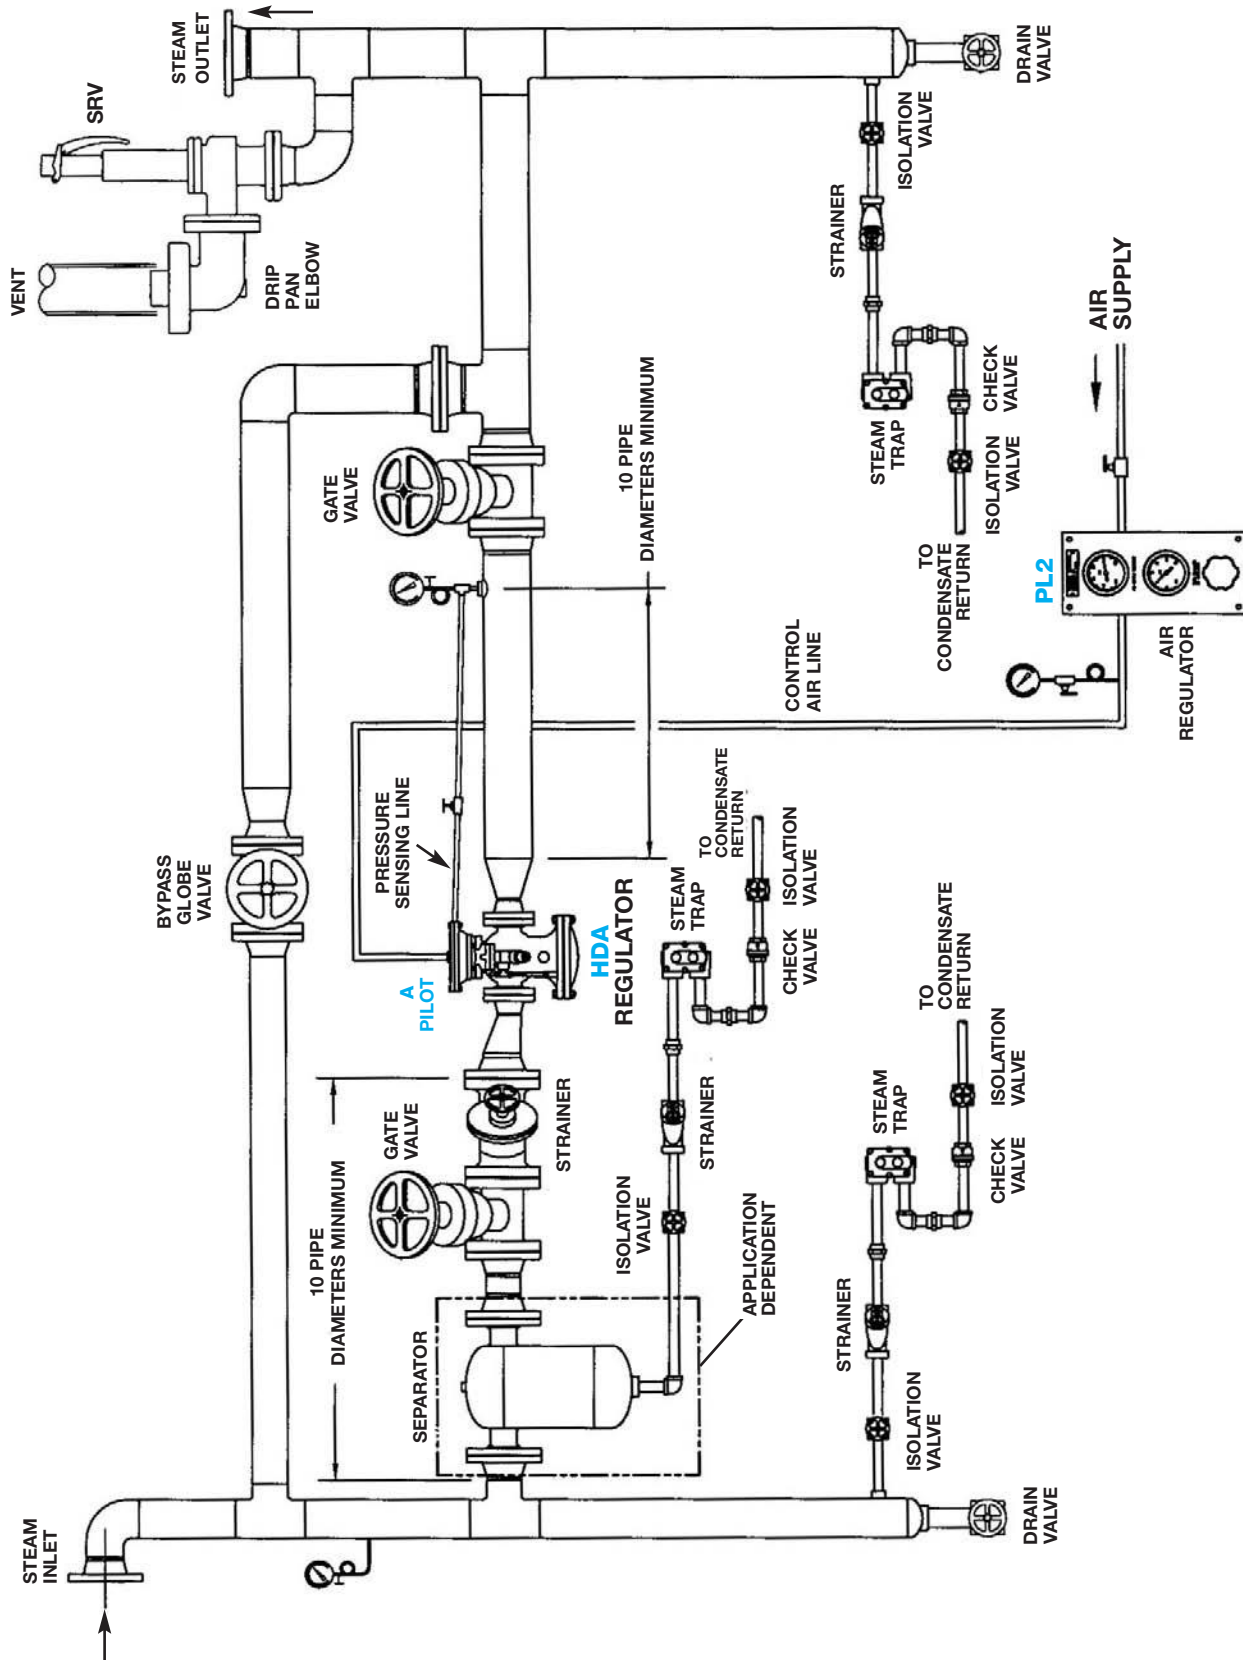 STEAM
INLET
VENT
SRV
STEAM
OUTLET
BYPASS
GLOBE
VALVE
DRIP
PAN
ELBOW
10 PIPE
DIAMETERS MINIMUM
GATE
VALVE
GATE
VALVE
PRESSURE
SENSING LINE
SEPARATOR
A
PILOT
STRAINER
HDA
REGULATOR
10 PIPE
DIAMETERS MINIMUM
ISOLATION
VALVE
STRAINER
STEAM
TRAP
TO
CONDENSATE
RETURN
APPLICATION
DEPENDENT
CHECK
VALVE
ISOLATION
VALVE
CONTROL
AIR LINE
STRAINER
ISOLATION
VALVE
STEAM
TRAP
CHECK
VALVE
ISOLATION
VALVE
TO
CONDENSATE
RETURN
DRAIN
VALVE
STRAINER
ISOLATION
VALVE
STEAM
TRAP
CHECK
VALVE
ISOLATION
VALVE
TO
CONDENSATE
RETURN
DRAIN
VALVE
PL2
AIR
SUPPLY
AIR
REGULATOR